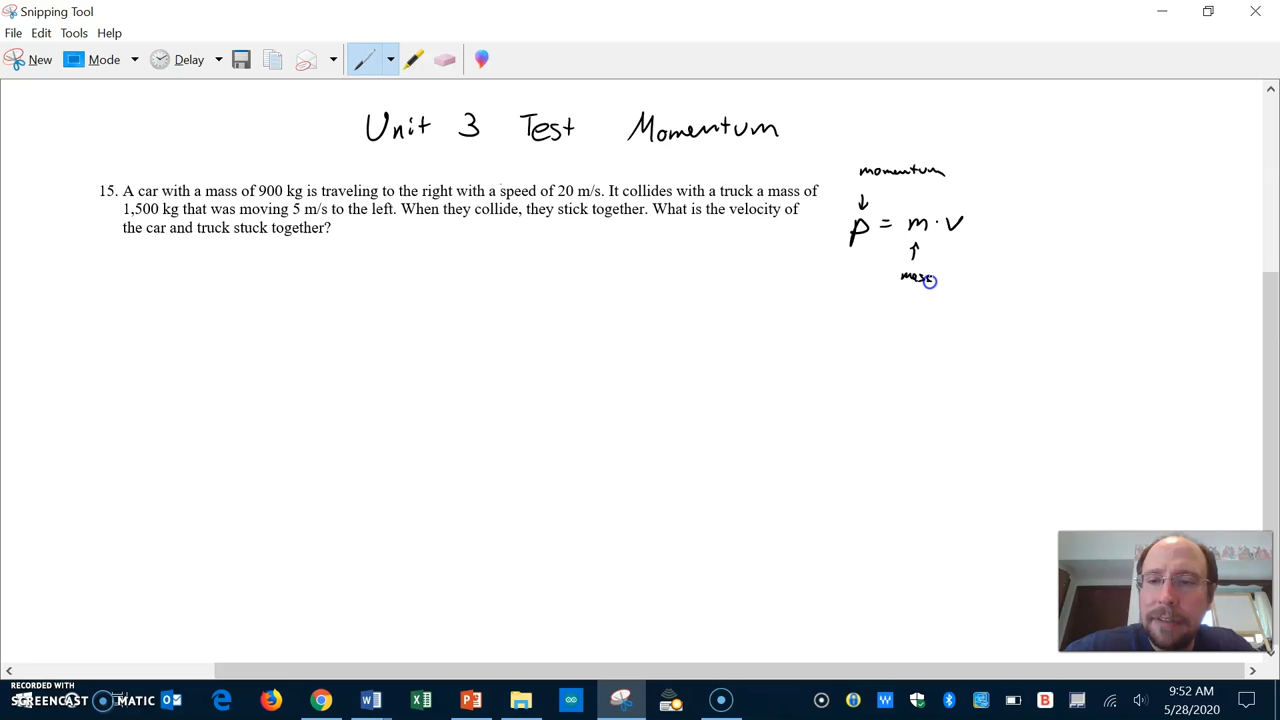 Snipping Tool
File Edit Tools Help
New Mode Delay
Unit 3 Test Momentum
15. A car with a mass of 900 kg is traveling to the right with a speed of 20 m/s. It collides with a truck a mass of
1,500 kg that was moving 5 m/s to the left. When they collide, they stick together. What is the velocity of
the car and truck stuck together?
momentum
↓
p = m · v
↑
mass
RECORDED WITH
SCREENCAST MATIC
9:52 AM
5/28/2020